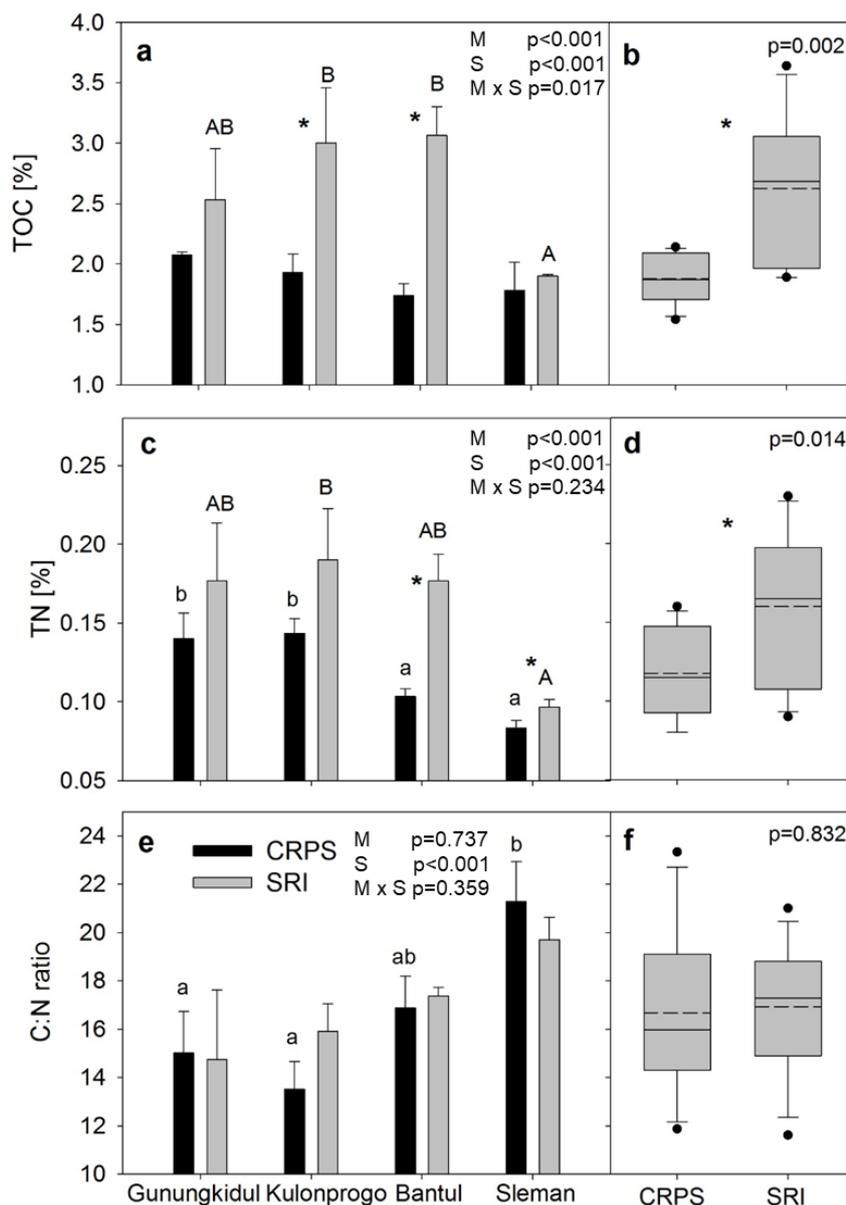 4.0
3.5
3.0
2.5
2.0
1.5
1.0
TOC [%]
a
M p<0.001
S p<0.001
M x S p=0.017
AB
* B
* B
A
b
p=0.002
*
0.25
0.20
0.15
0.10
0.05
TN [%]
c
M p<0.001
S p<0.001
M x S p=0.234
b AB
b B
a * AB
a * A
d
p=0.014
*
24
22
20
18
16
14
12
10
C:N ratio
e
CRPS
SRI
M p=0.737
S p<0.001
M x S p=0.359
a
a
ab
b
f
p=0.832
Gunungkidul Kulonprogo Bantul Sleman
CRPS SRI